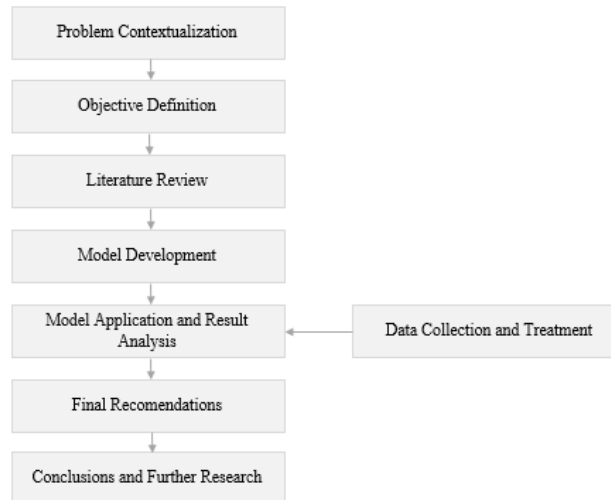 Problem Contextualization
Objective Definition
Literature Review
Model Development
Model Application and Result
Analysis
Data Collection and Treatment
Final Recomendations
Conclusions and Further Research